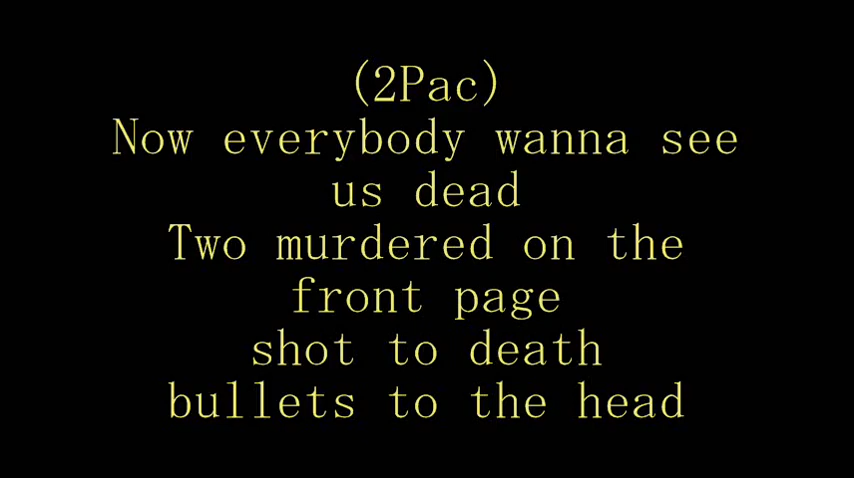 (2Pac)
Now everybody wanna see
us dead
Two murdered on the
front page
shot to death
bullets to the head